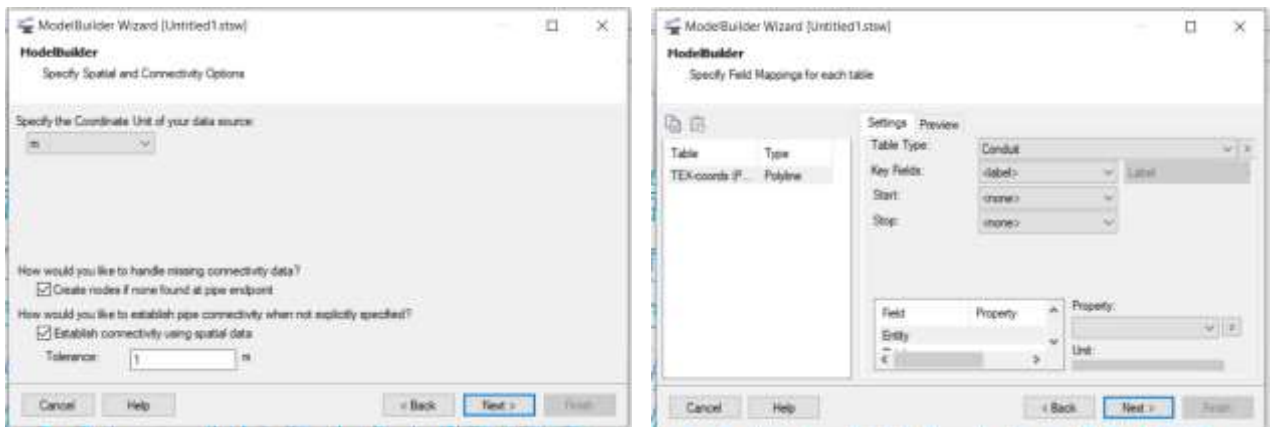 ModelBuilder Wizard [Untitled1.stsw]
ModelBuilder
Specify Spatial and Connectivity Options
Specify the Coordinate Unit of your data source:
m
How would you like to handle missing connectivity data?
Create nodes if none found at pipe endpoint
How would you like to establish pipe connectivity when not explicitly specified?
Establish connectivity using spatial data
Tolerance: 1 m
Cancel Help < Back Next > Finish
ModelBuilder Wizard [Untitled1.stsw]
ModelBuilder
Specify Field Mappings for each table
Settings Preview
Table Type
TEX-coords (P... Polyline
Table Type: Conduit
Key Fields: <label> Label
Start: <none>
Stop: <none>
Field Property
Entity
Property:
Unit:
Cancel Help < Back Next > Finish